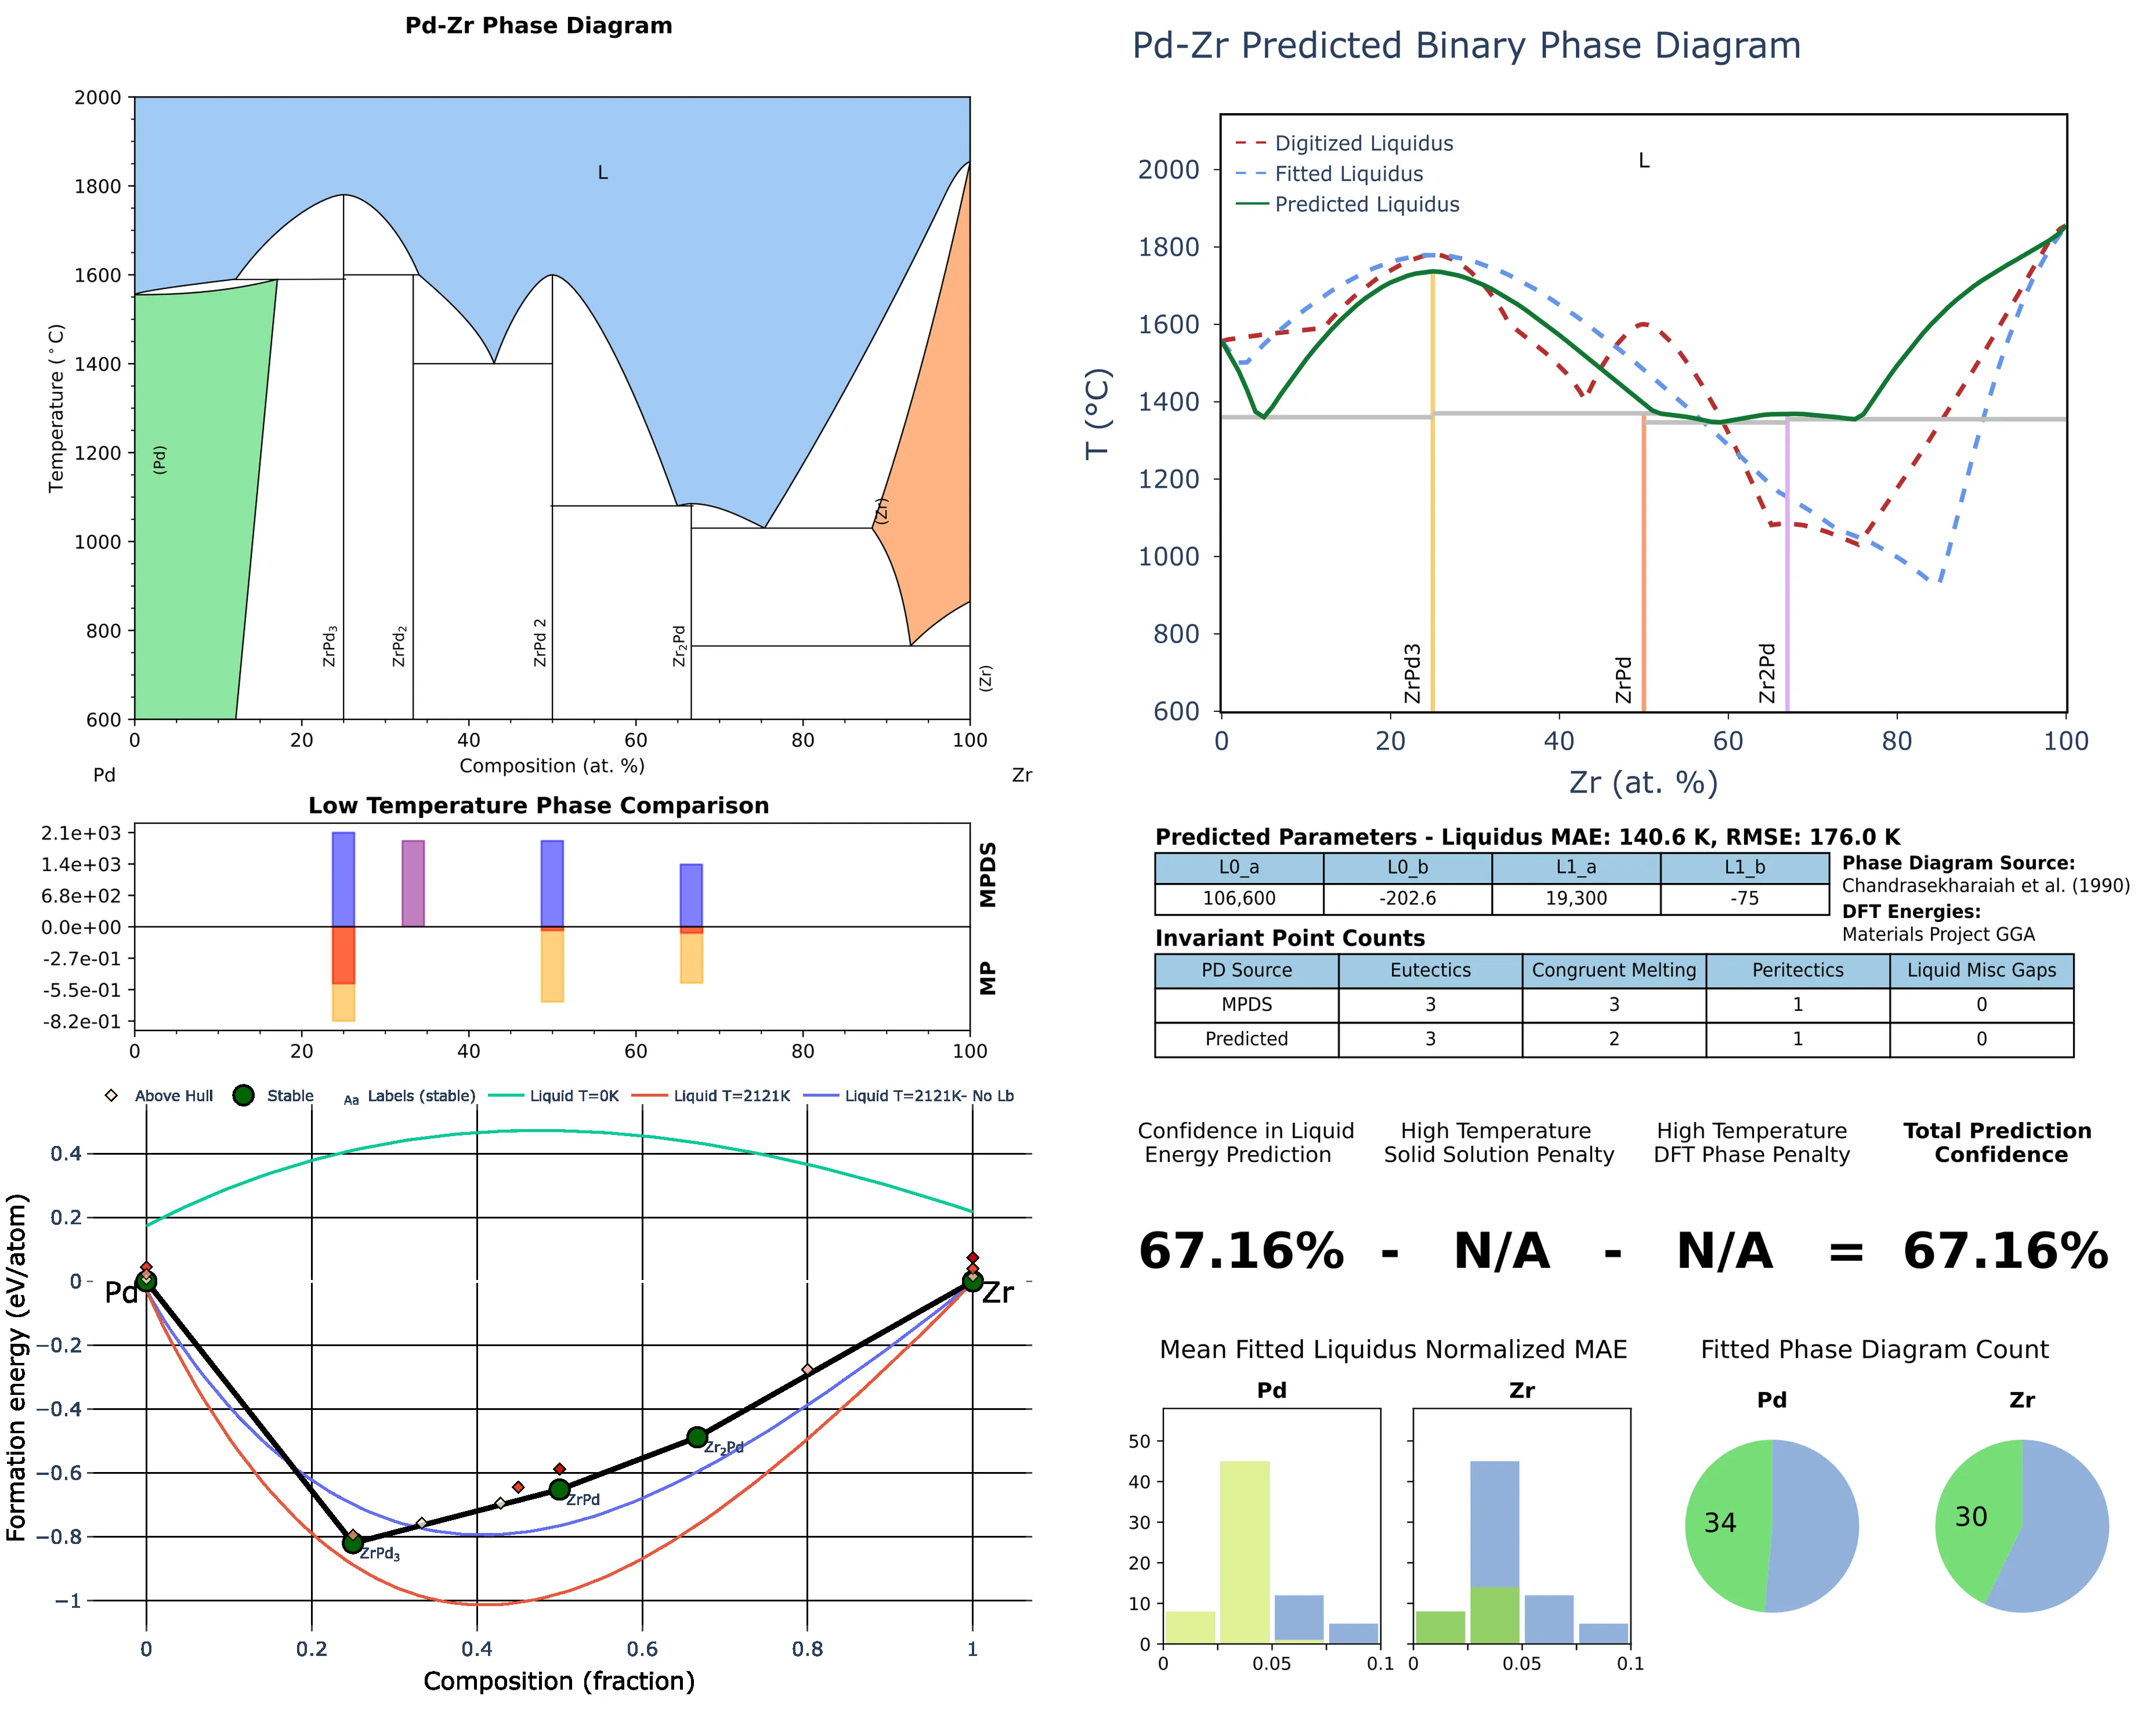 Pd-Zr Phase Diagram
2000
1800
1600
1400
1200
1000
800
600
Temperature (°C)
L
(Pd)
ZrPd3
ZrPd2
ZrPd 2
Zr2Pd
(Zr)
(Zr)
0 20 40 60 80 100
Composition (at. %)
Pd Zr
Low Temperature Phase Comparison
2.1e+03
1.4e+03
6.8e+02
0.0e+00
-2.7e-01
-5.5e-01
-8.2e-01
MPDS
MP
0 20 40 60 80 100
Above Hull Stable Aa Labels (stable) Liquid T=0K Liquid T=2121K Liquid T=2121K- No Lb
0.4
0.2
0
−0.2
−0.4
−0.6
−0.8
−1
Formation energy (eV/atom)
Pd
Zr
Zr2Pd
ZrPd
ZrPd3
0 0.2 0.4 0.6 0.8 1
Composition (fraction)
Pd-Zr Predicted Binary Phase Diagram
Digitized Liquidus
Fitted Liquidus
Predicted Liquidus
L
2000
1800
1600
1400
1200
1000
800
600
T (°C)
ZrPd3
ZrPd
Zr2Pd
0 20 40 60 80 100
Zr (at. %)
Predicted Parameters - Liquidus MAE: 140.6 K, RMSE: 176.0 K
L0_a L0_b L1_a L1_b
106,600 -202.6 19,300 -75
Phase Diagram Source:
Chandrasekharaiah et al. (1990)
DFT Energies:
Materials Project GGA
Invariant Point Counts
PD Source Eutectics Congruent Melting Peritectics Liquid Misc Gaps
MPDS 3 3 1 0
Predicted 3 2 1 0
Confidence in Liquid
Energy Prediction
High Temperature
Solid Solution Penalty
High Temperature
DFT Phase Penalty
Total Prediction
Confidence
67.16% - N/A - N/A = 67.16%
Mean Fitted Liquidus Normalized MAE
Pd Zr
50
40
30
20
10
0
0 0.05 0.1
0 0.05 0.1
Fitted Phase Diagram Count
Pd Zr
34 30